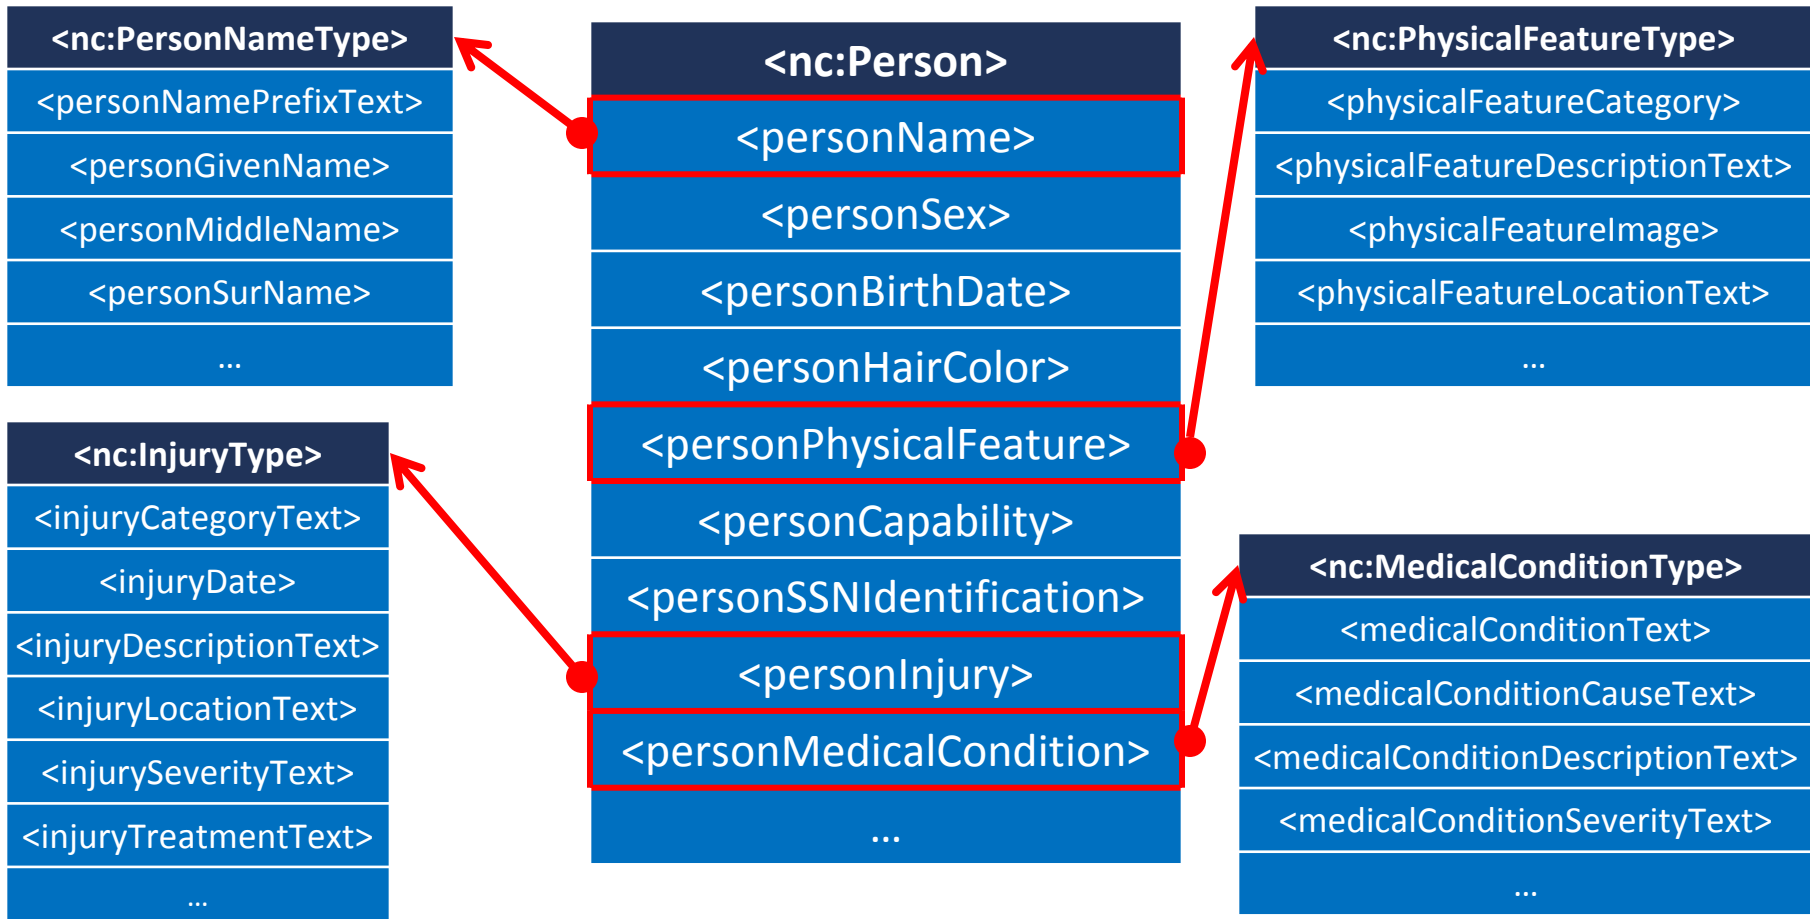 <nc:PersonNameType>
<personNamePrefixText>
<personGivenName>
<personMiddleName>
<personSurName>
...
<nc:InjuryType>
<injuryCategoryText>
<injuryDate>
<injuryDescriptionText>
<injuryLocationText>
<injurySeverityText>
<injuryTreatmentText>
...
<nc:Person>
<personName>
<personSex>
<personBirthDate>
<personHairColor>
<personPhysicalFeature>
<personCapability>
<personSSNIdentification>
<personInjury>
<personMedicalCondition>
...
<nc:PhysicalFeatureType>
<physicalFeatureCategory>
<physicalFeatureDescriptionText>
<physicalFeatureImage>
<physicalFeatureLocationText>
...
<nc:MedicalConditionType>
<medicalConditionText>
<medicalConditionCauseText>
<medicalConditionDescriptionText>
<medicalConditionSeverityText>
...